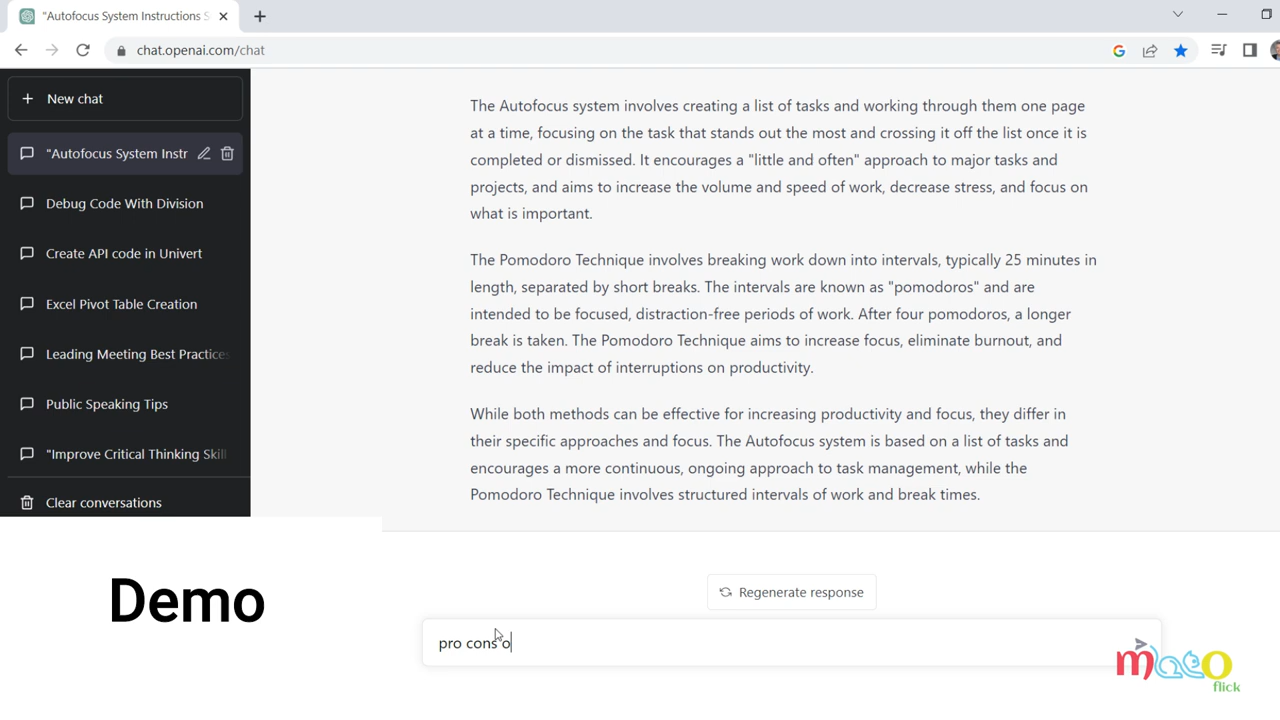 "Autofocus System Instructions S
chat.openai.com/chat
New chat
"Autofocus System Instr
Debug Code With Division
Create API code in Univert
Excel Pivot Table Creation
Leading Meeting Best Practices
Public Speaking Tips
"Improve Critical Thinking Skill
Clear conversations
The Autofocus system involves creating a list of tasks and working through them one page
at a time, focusing on the task that stands out the most and crossing it off the list once it is
completed or dismissed. It encourages a "little and often" approach to major tasks and
projects, and aims to increase the volume and speed of work, decrease stress, and focus on
what is important.
The Pomodoro Technique involves breaking work down into intervals, typically 25 minutes in
length, separated by short breaks. The intervals are known as "pomodoros" and are
intended to be focused, distraction-free periods of work. After four pomodoros, a longer
break is taken. The Pomodoro Technique aims to increase focus, eliminate burnout, and
reduce the impact of interruptions on productivity.
While both methods can be effective for increasing productivity and focus, they differ in
their specific approaches and focus. The Autofocus system is based on a list of tasks and
encourages a more continuous, ongoing approach to task management, while the
Pomodoro Technique involves structured intervals of work and break times.
Regenerate response
pro cons o
Demo
maco
flick